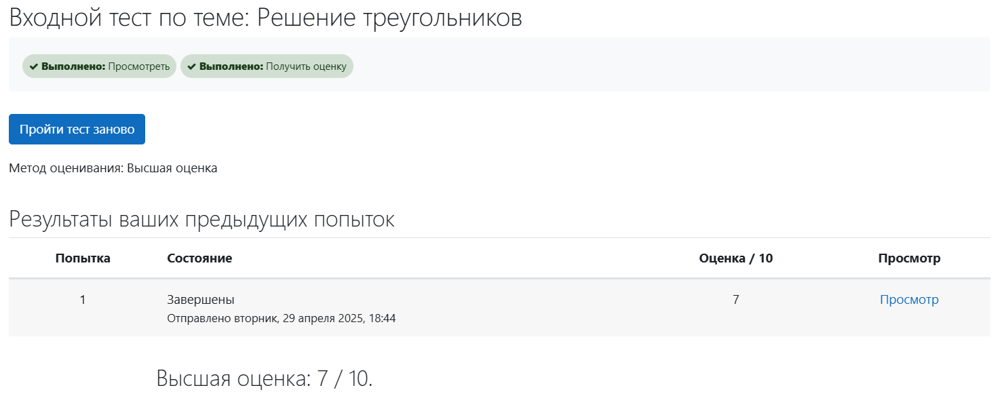 Входной тест по теме: Решение треугольников
Выполнено: Просмотреть Выполнено: Получить оценку
Пройти тест заново
Метод оценивания: Высшая оценка
Результаты ваших предыдущих попыток
Попытка Состояние Оценка / 10 Просмотр
1 Завершены 7 Просмотр
Отправлено вторник, 29 апреля 2025, 18:44
Высшая оценка: 7 / 10.